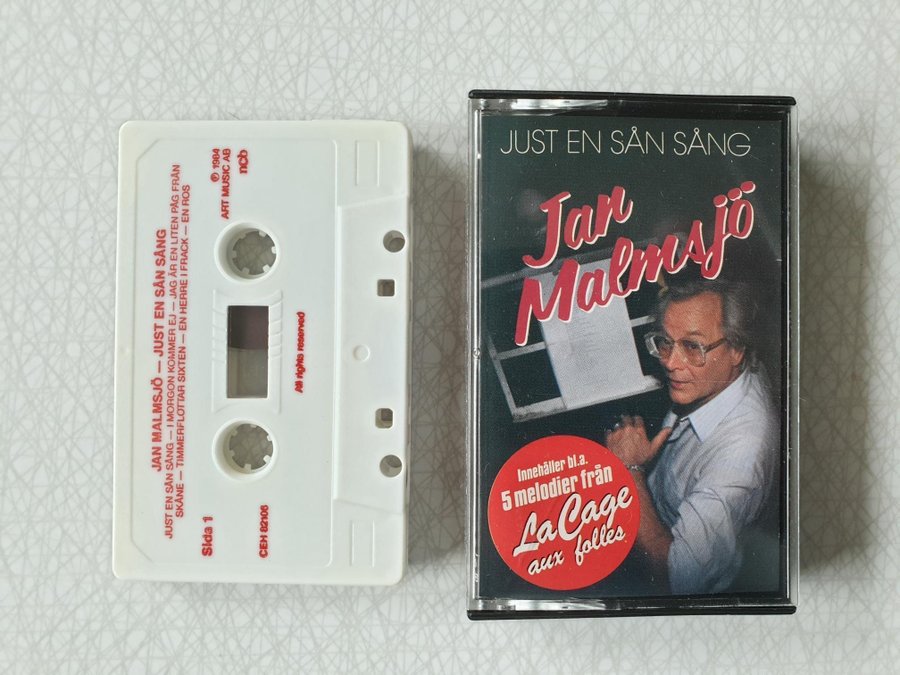 JAN MALMSJÖ — JUST EN SÅN SÅNG
JUST EN SÅN SÅNG — I MORGON KOMMER EJ — JAG ÄR EN LITEN PÅG FRÅN
SKÅNE — TIMMERFLOTTAR SIXTEN — EN HERRE I FRACK — EN ROS
Sida 1
CEH 82106
℗ 1984
ART MUSIC AB
ncb
All rights reserved
JUST EN SÅN SÅNG
Jan
Malmsjö
Innehåller bl.a.
5 melodier från
La Cage
aux folles